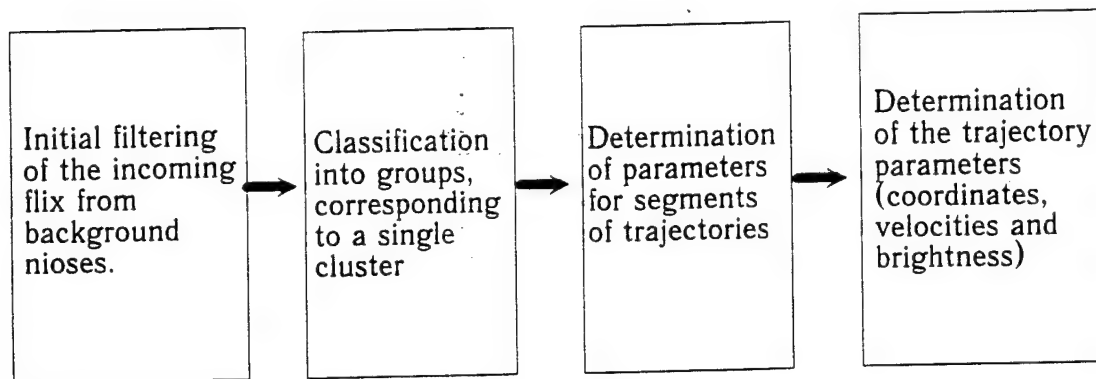 Initial filtering
of the incoming
flix from
background
nioses.
Classification
into groups,
corresponding
to a single
cluster
Determination
of parameters
for segments
of trajectories
Determination
of the trajectory
parameters
(coordinates,
velocities and
brightness)